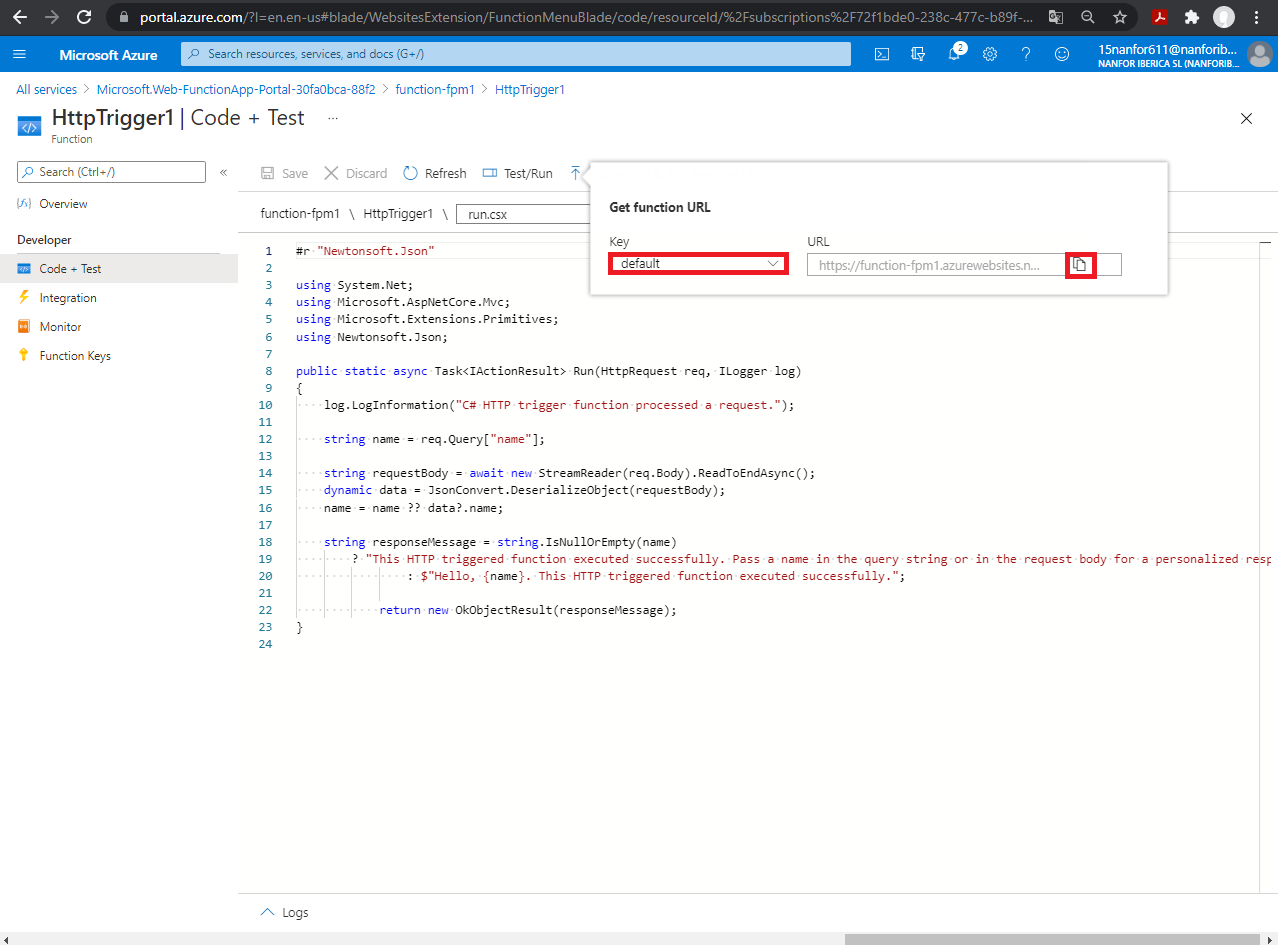 portal.azure.com/?l=en.en-us#blade/WebsitesExtension/FunctionMenuBlade/code/resourceId/%2Fsubscriptions%2F72f1bde0-238c-477c-b89f-...
Microsoft Azure
Search resources, services, and docs (G+/)
2
15nanfor611@nanforib...
NANFOR IBERICA SL (NANFORIB...
All services > Microsoft.Web-FunctionApp-Portal-30fa0bca-88f2 > function-fpm1 > HttpTrigger1
HttpTrigger1 | Code + Test ...
Function
Search (Ctrl+/)
«
Overview
Developer
Code + Test
Integration
Monitor
Function Keys
Save Discard Refresh Test/Run
function-fpm1 \ HttpTrigger1 \ run.csx
Get function URL
Key URL
default https://function-fpm1.azurewebsites.n...
1 #r "Newtonsoft.Json"
2
3 using System.Net;
4 using Microsoft.AspNetCore.Mvc;
5 using Microsoft.Extensions.Primitives;
6 using Newtonsoft.Json;
7
8 public static async Task<IActionResult> Run(HttpRequest req, ILogger log)
9 {
10 log.LogInformation("C# HTTP trigger function processed a request.");
11
12 string name = req.Query["name"];
13
14 string requestBody = await new StreamReader(req.Body).ReadToEndAsync();
15 dynamic data = JsonConvert.DeserializeObject(requestBody);
16 name = name ?? data?.name;
17
18 string responseMessage = string.IsNullOrEmpty(name)
19 ? "This HTTP triggered function executed successfully. Pass a name in the query string or in the request body for a personalized resp
20 : $"Hello, {name}. This HTTP triggered function executed successfully.";
21
22 return new OkObjectResult(responseMessage);
23 }
24
Logs